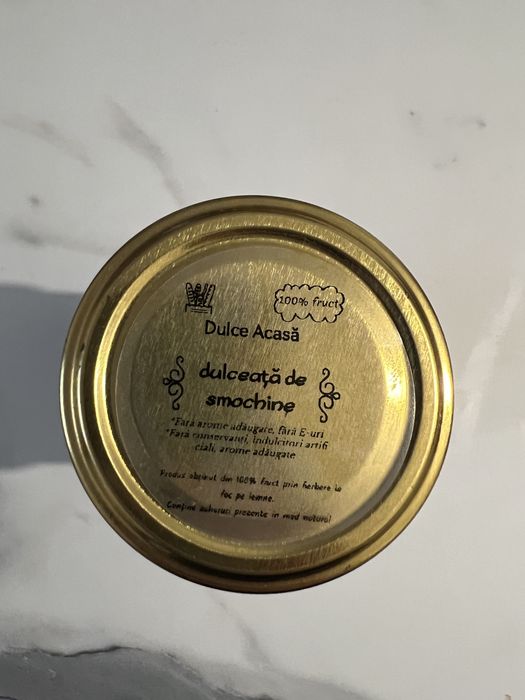 100% fruct
Dulce Acasă
dulceață de
smochine
*Fără arome adăugate, fără E-uri
*Fără conservanți, îndulcitori artifi
ciali, arome adăugate
Produs obținut din 100% fruct prin fierbere la
foc pe lemne.
Conține zaharuri prezente în mod natural